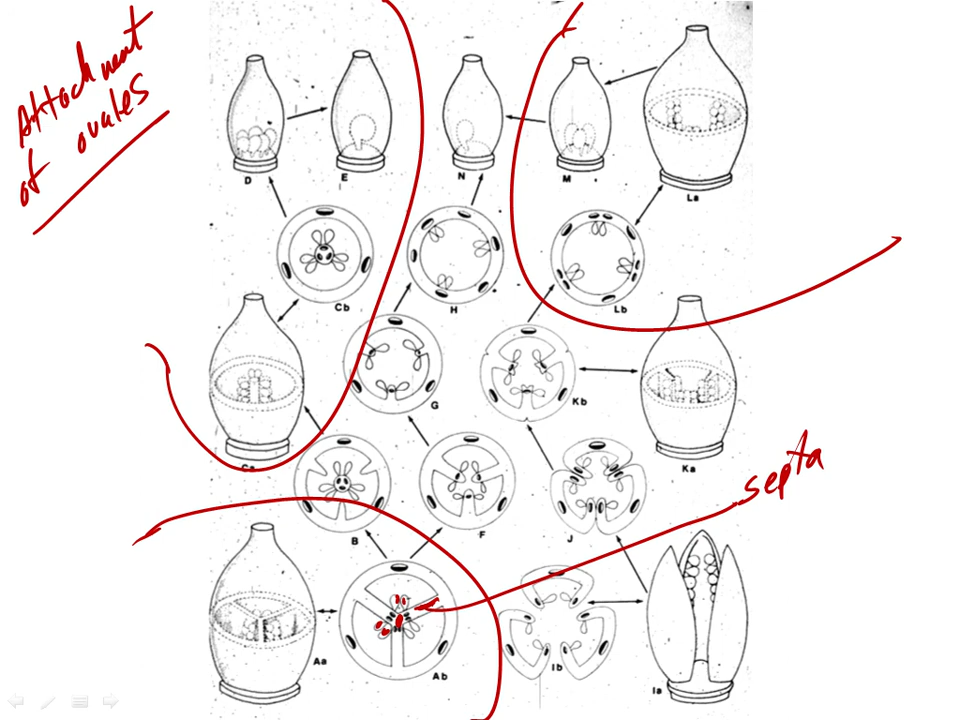 Attachment
of ovules
D
E
N
M
La
Cb
H
Lb
G
Kb
Ca
Ka
septa
B
F
J
Aa
Ab
Ib
Ia